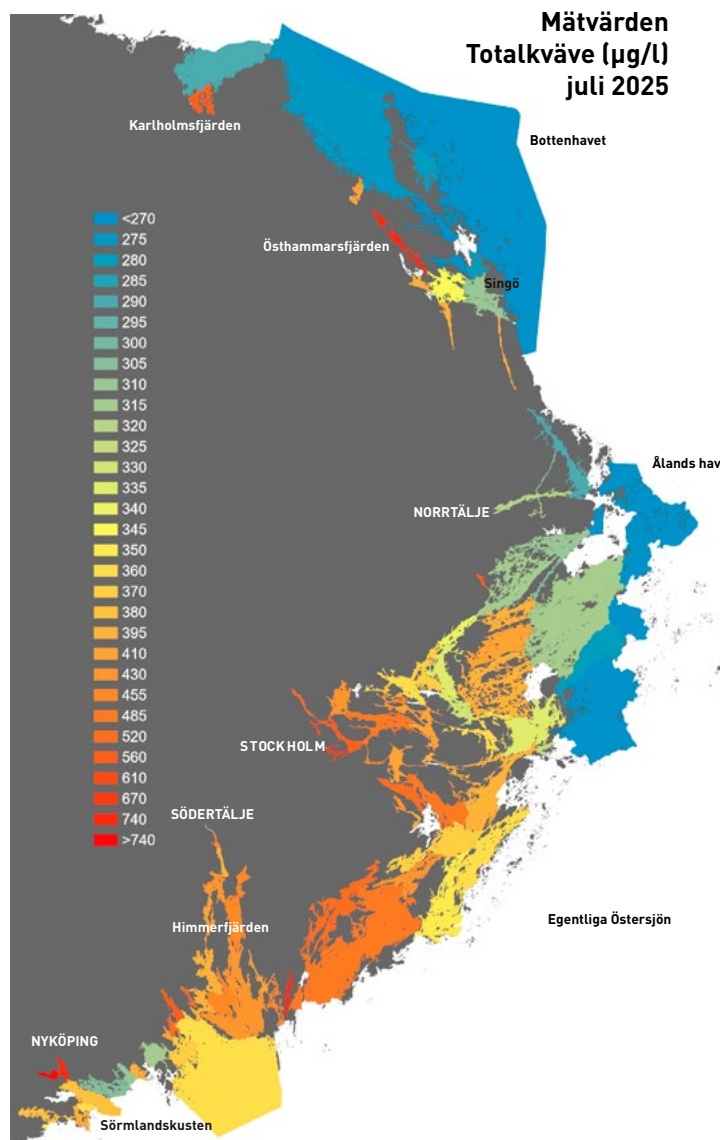 Mätvärden
Totalkväve (µg/l)
juli 2025
Karlholmsfjärden
Bottenhavet
Östhammarsfjärden
Singö
<270
275
280
285
290
295
300
305
310
315
320
325
330
335
340
345
350
360
370
380
395
410
430
455
485
520
560
610
670
740
>740
Ålands hav
NORRTÄLJE
STOCKHOLM
SÖDERTÄLJE
Himmerfjärden
Egentliga Östersjön
NYKÖPING
Sörmlandskusten